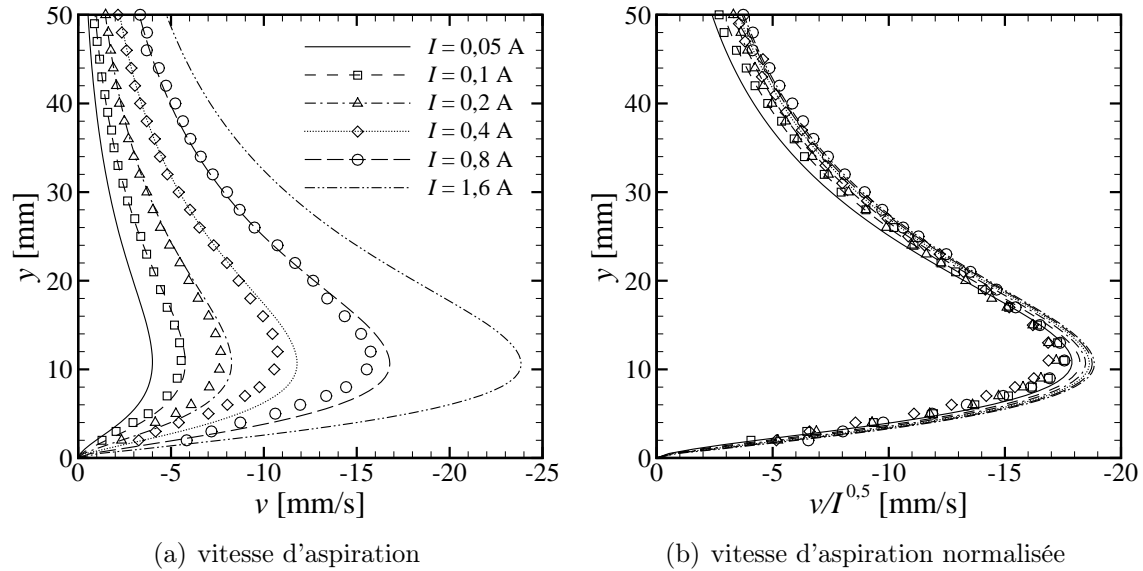 50
40
30
20
10
0
y [mm]
I = 0,05 A
I = 0,1 A
I = 0,2 A
I = 0,4 A
I = 0,8 A
I = 1,6 A
0 -5 -10 -15 -20 -25
v [mm/s]
(a) vitesse d'aspiration
50
40
30
20
10
0
y [mm]
0 -5 -10 -15 -20
v/I^0,5 [mm/s]
(b) vitesse d'aspiration normalisée